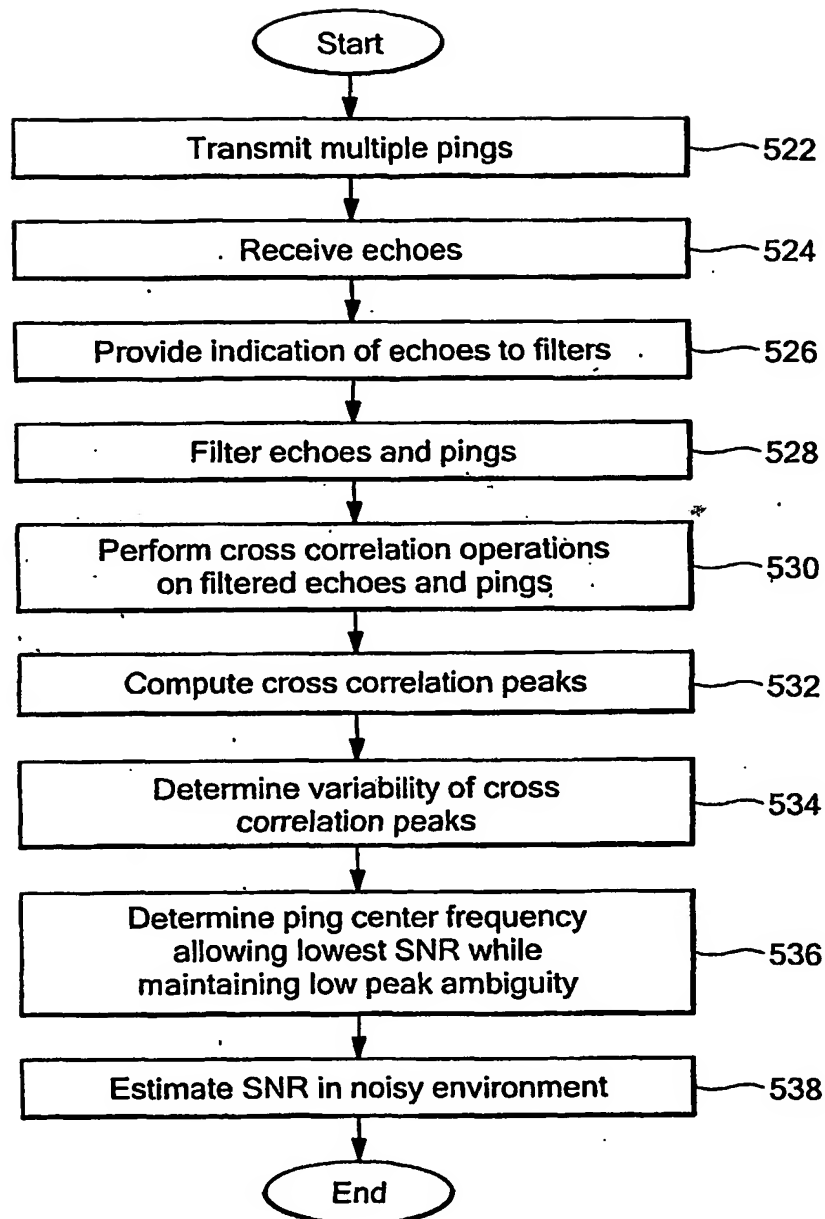 Start
Transmit multiple pings
522
Receive echoes
524
Provide indication of echoes to filters
526
Filter echoes and pings
528
Perform cross correlation operations
on filtered echoes and pings
530
Compute cross correlation peaks
532
Determine variability of cross
correlation peaks
534
Determine ping center frequency
allowing lowest SNR while
maintaining low peak ambiguity
536
Estimate SNR in noisy environment
538
End